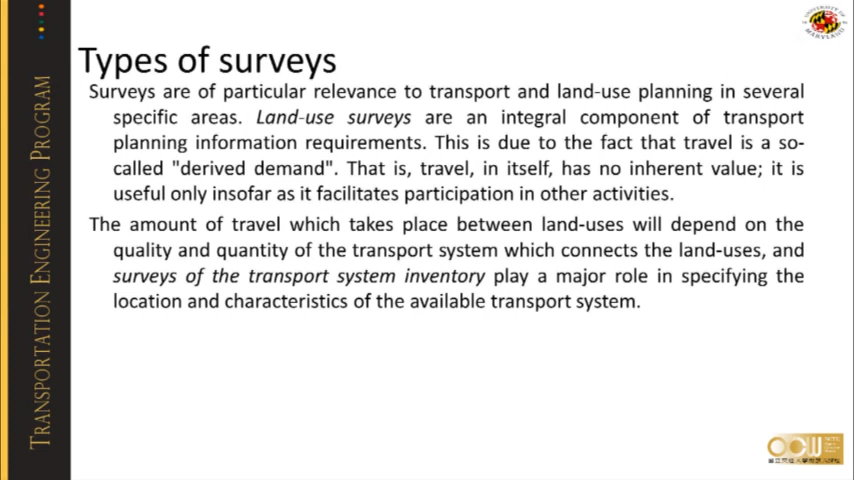 Types of surveys
Surveys are of particular relevance to transport and land-use planning in several
specific areas. Land-use surveys are an integral component of transport
planning information requirements. This is due to the fact that travel is a so-
called "derived demand". That is, travel, in itself, has no inherent value; it is
useful only insofar as it facilitates participation in other activities.
The amount of travel which takes place between land-uses will depend on the
quality and quantity of the transport system which connects the land-uses, and
surveys of the transport system inventory play a major role in specifying the
location and characteristics of the available transport system.
TRANSPORTATION ENGINEERING PROGRAM
UNIVERSITY OF
MARYLAND
OCW